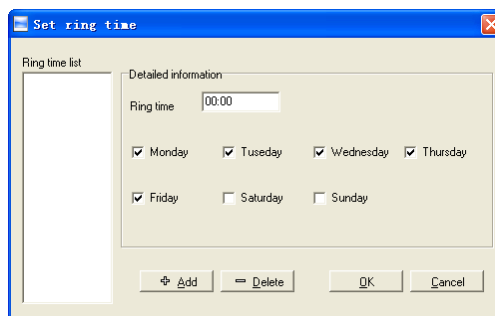 Set ring time
Ring time list
Detailed information
Ring time 00:00
Monday Tuseday Wednesday Thursday
Friday Saturday Sunday
Add Delete OK Cancel